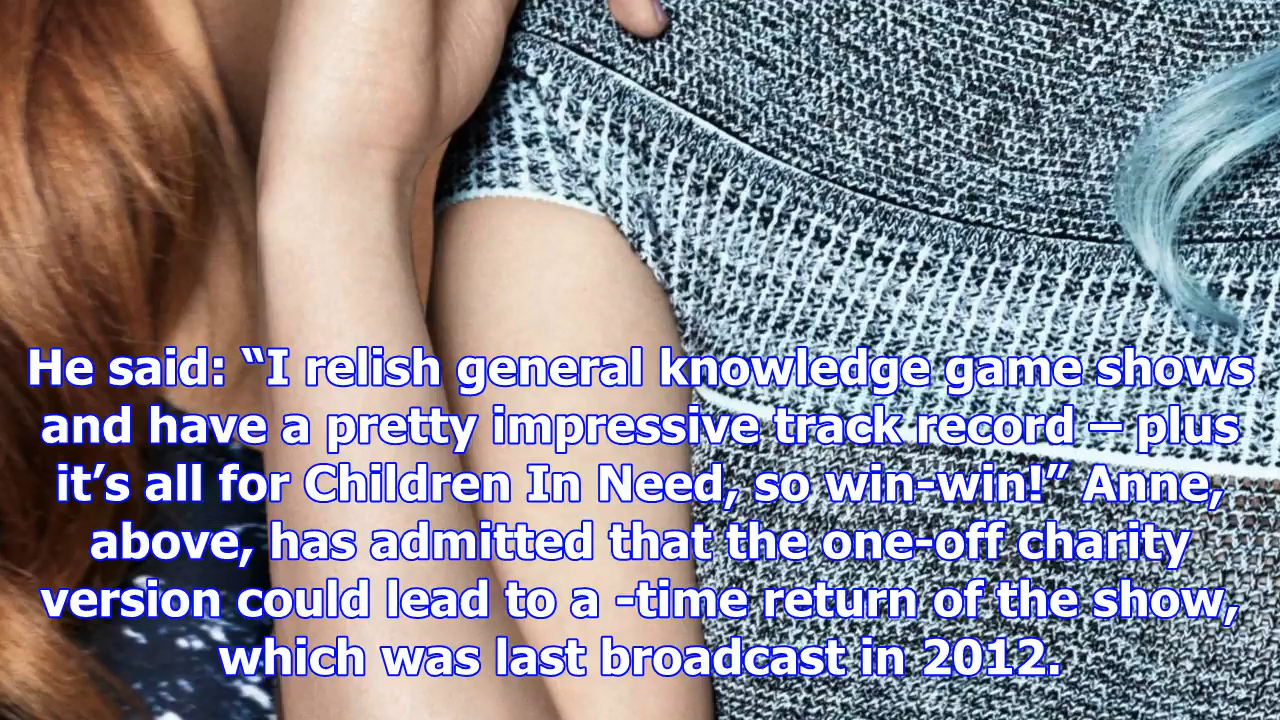 He said: “I relish general knowledge game shows
and have a pretty impressive track record – plus
it’s all for Children In Need, so win-win!” Anne,
above, has admitted that the one-off charity
version could lead to a -time return of the show,
which was last broadcast in 2012.